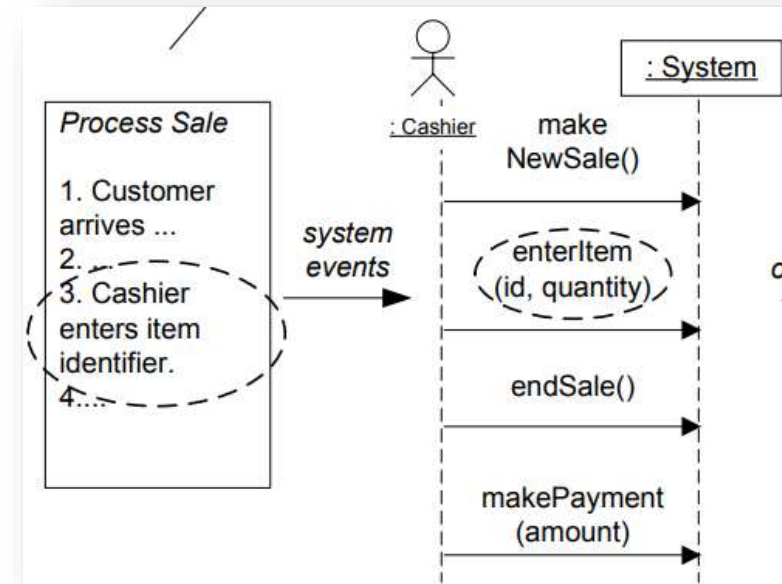 Process Sale
1. Customer
arrives ...
2. ...
3. Cashier
enters item
identifier.
4....
system
events
: Cashier
: System
make
NewSale()
enterItem
(id, quantity)
endSale()
makePayment
(amount)